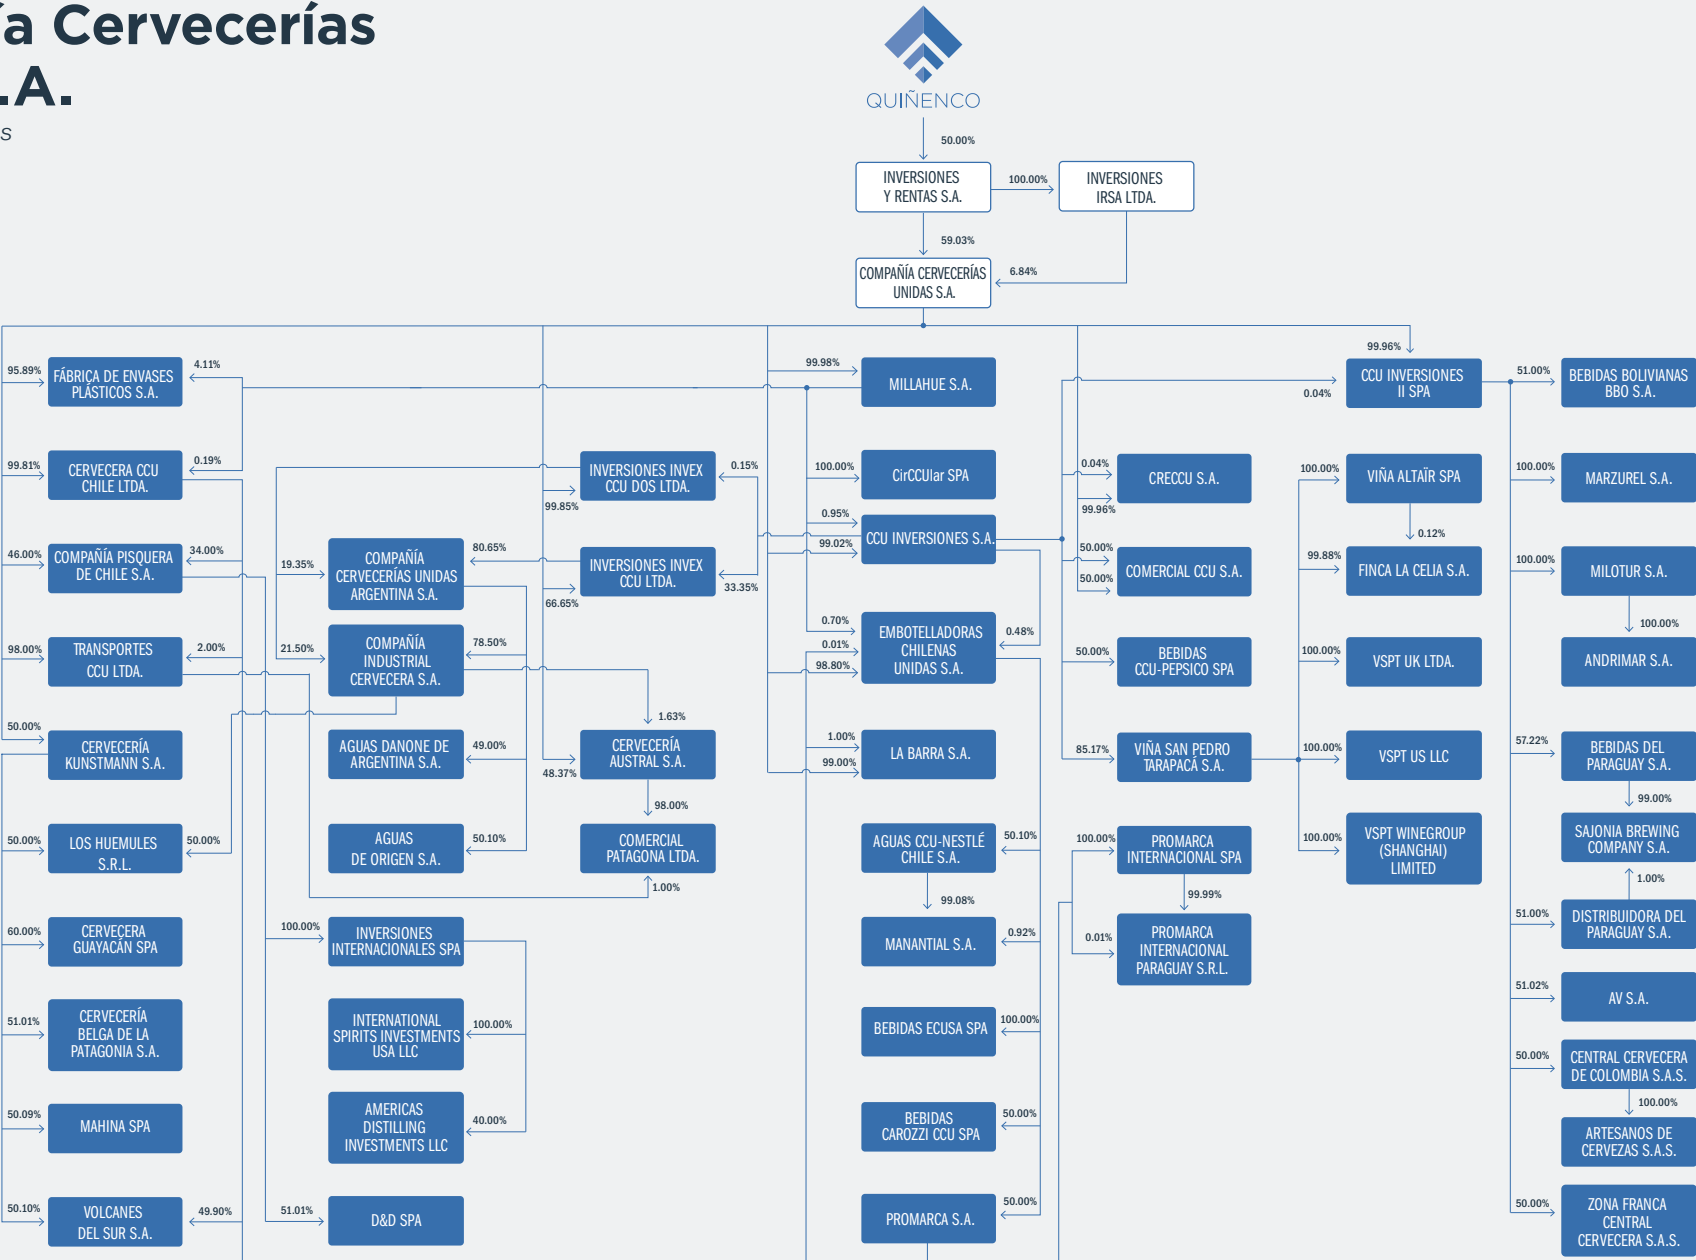 ía Cervecerías
.A.
s
QUIÑENCO
50.00%
INVERSIONES
Y RENTAS S.A.
100.00%
INVERSIONES
IRSA LTDA.
59.03%
COMPAÑÍA CERVECERÍAS
UNIDAS S.A.
6.84%
95.89%
FÁBRICA DE ENVASES
PLÁSTICOS S.A.
4.11%
99.81%
CERVECERA CCU
CHILE LTDA.
0.19%
46.00%
COMPAÑÍA PISQUERA
DE CHILE S.A.
34.00%
98.00%
TRANSPORTES
CCU LTDA.
2.00%
50.00%
CERVECERÍA
KUNSTMANN S.A.
50.00%
LOS HUEMULES
S.R.L.
50.00%
60.00%
CERVECERA
GUAYACÁN SPA
51.01%
CERVECERÍA
BELGA DE LA
PATAGONIA S.A.
50.09%
MAHINA SPA
50.10%
VOLCANES
DEL SUR S.A.
49.90%
19.35%
COMPAÑÍA
CERVECERÍAS UNIDAS
ARGENTINA S.A.
80.65%
21.50%
COMPAÑÍA
INDUSTRIAL
CERVECERA S.A.
78.50%
AGUAS DANONE DE
ARGENTINA S.A.
49.00%
AGUAS
DE ORIGEN S.A.
50.10%
100.00%
INVERSIONES
INTERNACIONALES SPA
INTERNATIONAL
SPIRITS INVESTMENTS
USA LLC
100.00%
AMERICAS
DISTILLING
INVESTMENTS LLC
40.00%
51.01%
D&D SPA
INVERSIONES INVEX
CCU DOS LTDA.
0.15%
99.85%
INVERSIONES INVEX
CCU LTDA.
66.65%
33.35%
1.63%
CERVECERÍA
AUSTRAL S.A.
48.37%
98.00%
COMERCIAL
PATAGONA LTDA.
1.00%
99.98%
MILLAHUE S.A.
100.00%
CirCCUlar SPA
0.95%
CCU INVERSIONES S.A.
99.02%
0.70%
0.01%
98.80%
EMBOTELLADORAS
CHILENAS
UNIDAS S.A.
0.48%
1.00%
LA BARRA S.A.
99.00%
AGUAS CCU-NESTLÉ
CHILE S.A.
50.10%
99.08%
MANANTIAL S.A.
0.92%
BEBIDAS ECUSA SPA
100.00%
BEBIDAS
CAROZZI CCU SPA
50.00%
PROMARCA S.A.
50.00%
0.04%
CRECCU S.A.
99.96%
50.00%
COMERCIAL CCU S.A.
50.00%
50.00%
BEBIDAS
CCU-PEPSICO SPA
85.17%
VIÑA SAN PEDRO
TARAPACÁ S.A.
100.00%
PROMARCA
INTERNACIONAL SPA
99.99%
0.01%
PROMARCA
INTERNACIONAL
PARAGUAY S.R.L.
99.96%
CCU INVERSIONES
II SPA
0.04%
100.00%
VIÑA ALTAÏR SPA
0.12%
99.88%
FINCA LA CELIA S.A.
100.00%
VSPT UK LTDA.
100.00%
VSPT US LLC
100.00%
VSPT WINEGROUP
(SHANGHAI)
LIMITED
51.00%
BEBIDAS BOLIVIANAS
BBO S.A.
100.00%
MARZUREL S.A.
100.00%
MILOTUR S.A.
100.00%
ANDRIMAR S.A.
57.22%
BEBIDAS DEL
PARAGUAY S.A.
99.00%
SAJONIA BREWING
COMPANY S.A.
1.00%
51.00%
DISTRIBUIDORA DEL
PARAGUAY S.A.
51.02%
AV S.A.
50.00%
CENTRAL CERVECERA
DE COLOMBIA S.A.S.
100.00%
ARTESANOS DE
CERVEZAS S.A.S.
50.00%
ZONA FRANCA
CENTRAL
CERVECERA S.A.S.